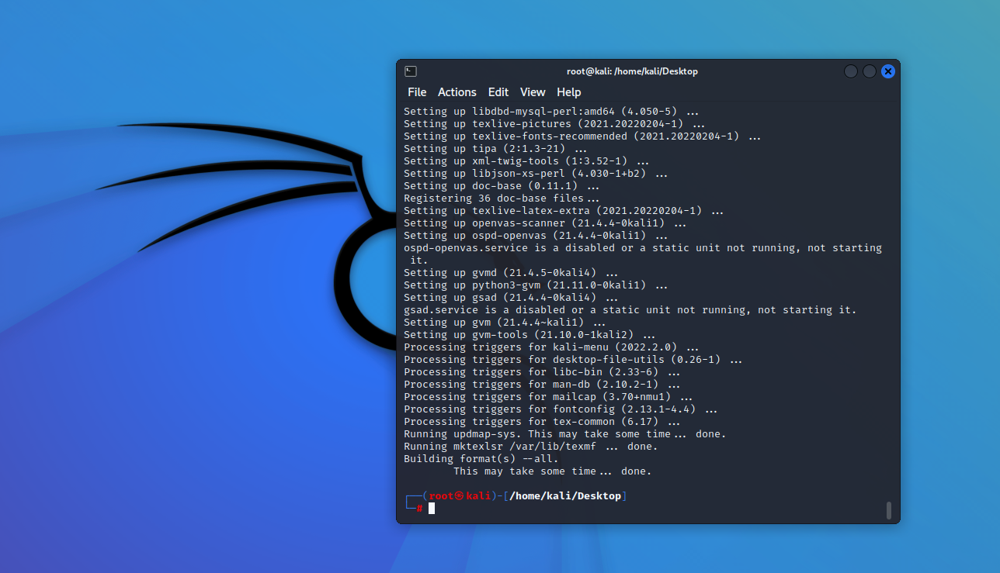 root@kali: /home/kali/Desktop
File Actions Edit View Help
Setting up libdbd-mysql-perl:amd64 (4.050-5) ...
Setting up texlive-pictures (2021.20220204-1) ...
Setting up texlive-fonts-recommended (2021.20220204-1) ...
Setting up tipa (2:1.3-21) ...
Setting up xml-twig-tools (1:3.52-1) ...
Setting up libjson-xs-perl (4.030-1+b2) ...
Setting up doc-base (0.11.1) ...
Registering 36 doc-base files...
Setting up texlive-latex-extra (2021.20220204-1) ...
Setting up openvas-scanner (21.4.4-0kali1) ...
Setting up ospd-openvas (21.4.4-0kali1) ...
ospd-openvas.service is a disabled or a static unit not running, not starting
it.
Setting up gvmd (21.4.5-0kali4) ...
Setting up python3-gvm (21.11.0-0kali1) ...
Setting up gsad (21.4.4-0kali4) ...
gsad.service is a disabled or a static unit not running, not starting it.
Setting up gvm (21.4.4~kali1) ...
Setting up gvm-tools (21.10.0-1kali2) ...
Processing triggers for kali-menu (2022.2.0) ...
Processing triggers for desktop-file-utils (0.26-1) ...
Processing triggers for libc-bin (2.33-6) ...
Processing triggers for man-db (2.10.2-1) ...
Processing triggers for mailcap (3.70+nmu1) ...
Processing triggers for fontconfig (2.13.1-4.4) ...
Processing triggers for tex-common (6.17) ...
Running updmap-sys. This may take some time... done.
Running mktexlsr /var/lib/texmf ... done.
Building format(s) --all.
This may take some time... done.
┌──(root㉿kali)-[/home/kali/Desktop]
└─#